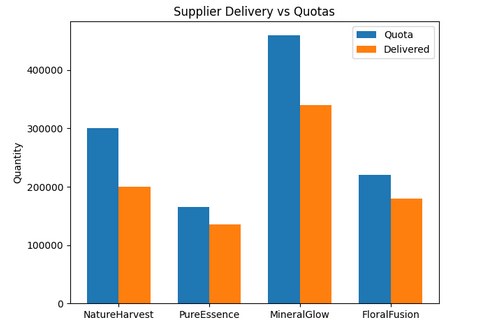 Supplier Delivery vs Quotas
Quota
Delivered
Quantity
400000
300000
200000
100000
0
NatureHarvest PureEssence MineralGlow FloralFusion